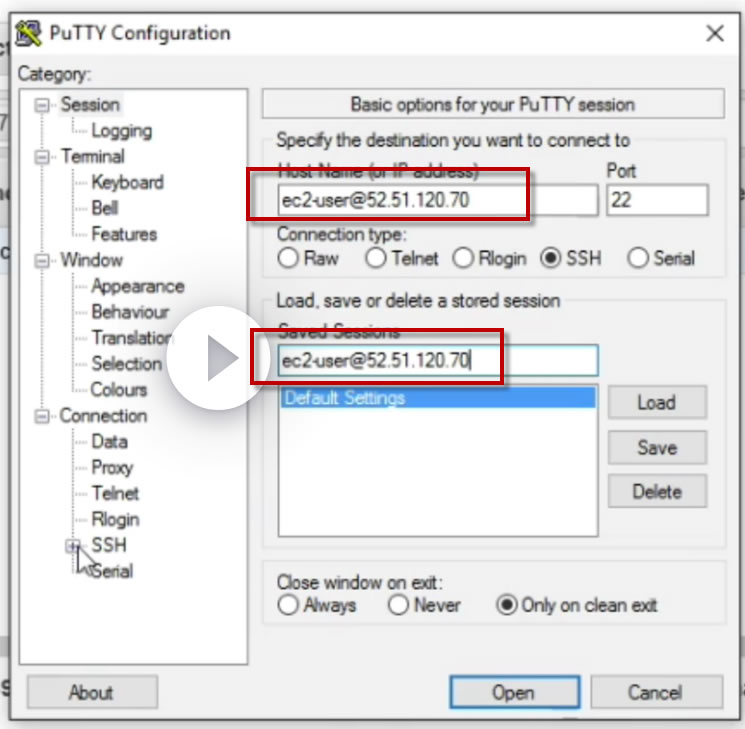 PuTTY Configuration
Category:
Session
Logging
Terminal
Keyboard
Bell
Features
Window
Appearance
Behaviour
Translation
Selection
Colours
Connection
Data
Proxy
Telnet
Rlogin
SSH
Serial
Basic options for your PuTTY session
Specify the destination you want to connect to
Host Name (or IP address)
Port
ec2-user@52.51.120.70
22
Connection type:
Raw
Telnet
Rlogin
SSH
Serial
Load, save or delete a stored session
Saved Sessions
ec2-user@52.51.120.70
Default Settings
Load
Save
Delete
Close window on exit:
Always
Never
Only on clean exit
About
Open
Cancel